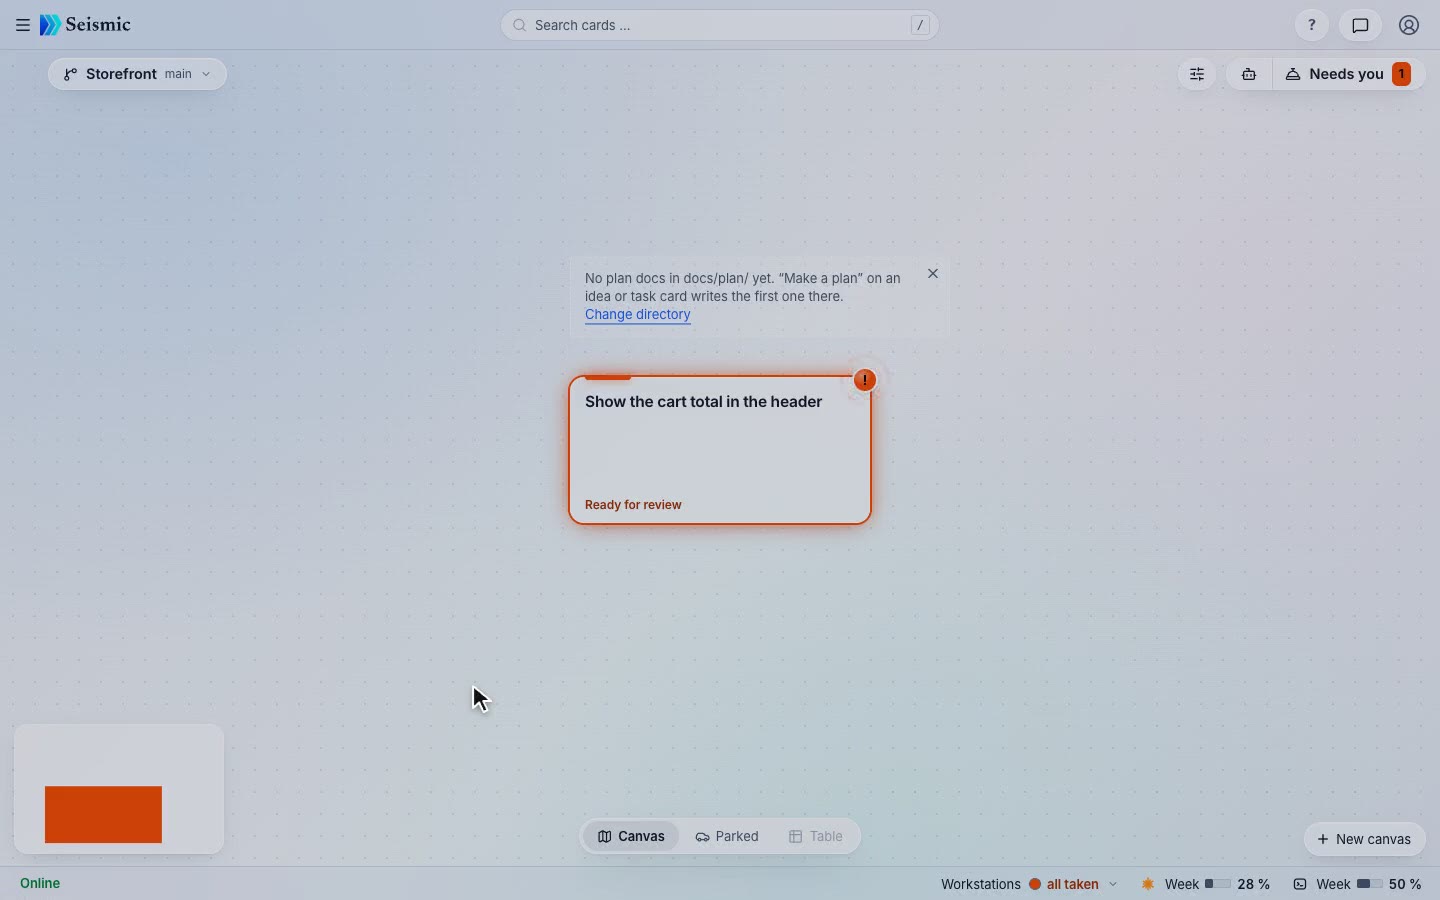 Seismic
Search cards ...
/
?
Storefront main
Needs you 1
No plan docs in docs/plan/ yet. “Make a plan” on an
idea or task card writes the first one there.
Change directory
!
Show the cart total in the header
Ready for review
Canvas
Parked
Table
New canvas
Online
Workstations all taken
Week 28 %
Week 50 %